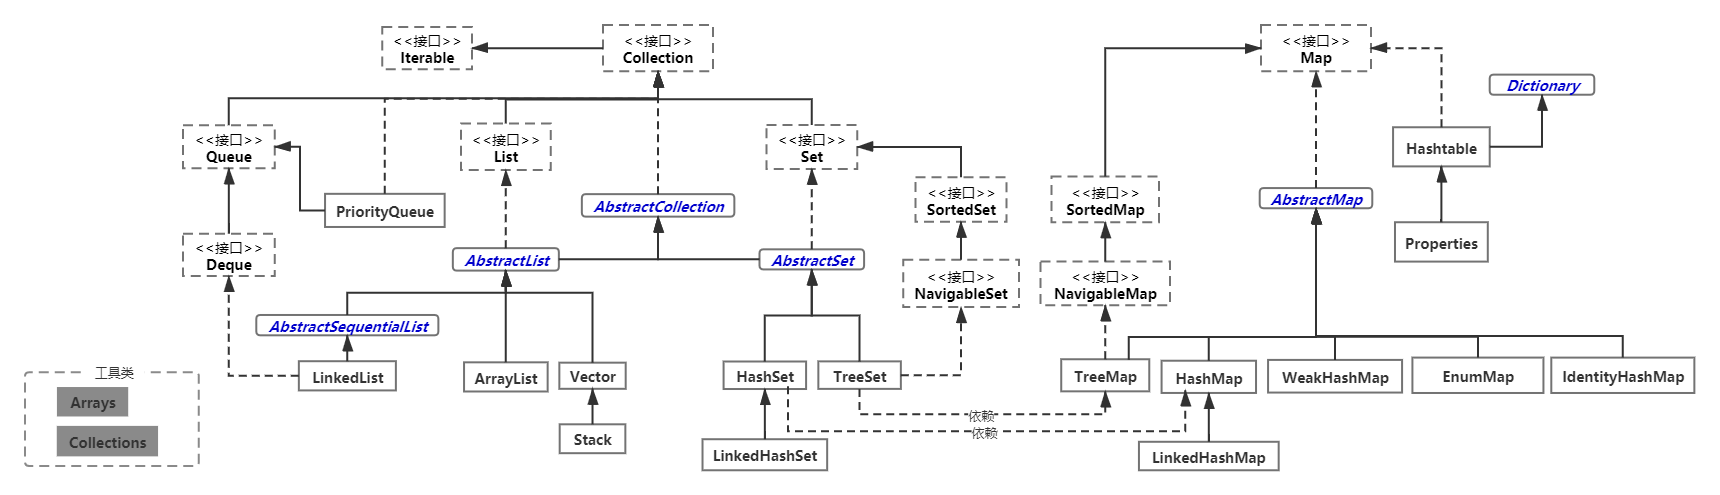 <<接口>>
Iterable
<<接口>>
Collection
<<接口>>
Map
Dictionary
<<接口>>
Queue
<<接口>>
List
<<接口>>
Set
Hashtable
PriorityQueue
AbstractCollection
<<接口>>
SortedSet
<<接口>>
SortedMap
AbstractMap
Properties
<<接口>>
Deque
AbstractList
AbstractSet
<<接口>>
NavigableSet
<<接口>>
NavigableMap
AbstractSequentialList
LinkedList
ArrayList
Vector
HashSet
TreeSet
TreeMap
HashMap
WeakHashMap
EnumMap
IdentityHashMap
工具类
Arrays
Collections
依赖
依赖
Stack
LinkedHashSet
LinkedHashMap